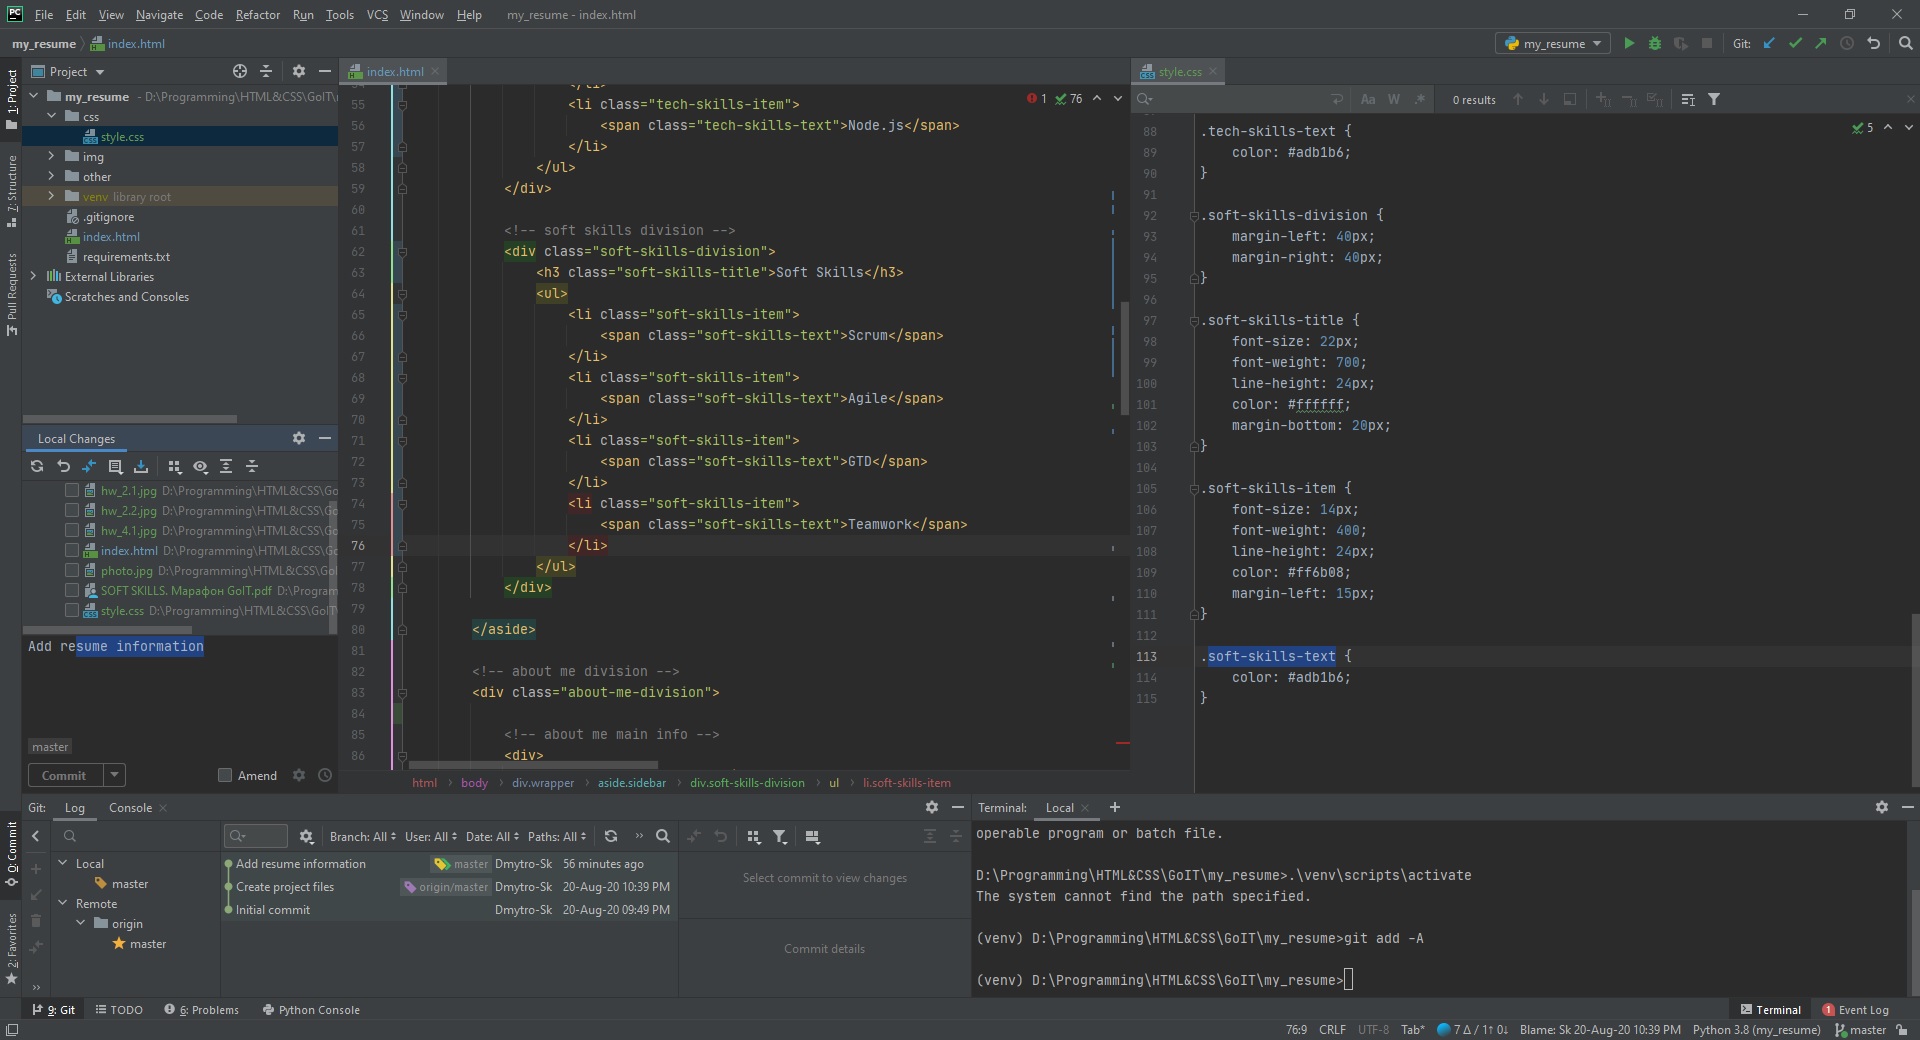 PC File Edit View Navigate Code Refactor Run Tools VCS Window Help my_resume - index.html
my_resume index.html my_resume Git:
1: Project
7: Structure
Pull Requests
Project
my_resume - D:\Programming\HTML&CSS\GoIT\
css
style.css
img
other
venv library root
.gitignore
index.html
requirements.txt
External Libraries
Scratches and Consoles
Local Changes
hw_2.1.jpg D:\Programming\HTML&CSS\Go
hw_2.2.jpg D:\Programming\HTML&CSS\Go
hw_4.1.jpg D:\Programming\HTML&CSS\Go
index.html D:\Programming\HTML&CSS\Go
photo.jpg D:\Programming\HTML&CSS\GoI
SOFT SKILLS. Марафон GoIT.pdf D:\Program
style.css D:\Programming\HTML&CSS\GoIT\
Add resume information
master
Commit Amend
index.html
1 76
55 <li class="tech-skills-item">
56 <span class="tech-skills-text">Node.js</span>
57 </li>
58 </ul>
59 </div>
60
61 <!-- soft skills division -->
62 <div class="soft-skills-division">
63 <h3 class="soft-skills-title">Soft Skills</h3>
64 <ul>
65 <li class="soft-skills-item">
66 <span class="soft-skills-text">Scrum</span>
67 </li>
68 <li class="soft-skills-item">
69 <span class="soft-skills-text">Agile</span>
70 </li>
71 <li class="soft-skills-item">
72 <span class="soft-skills-text">GTD</span>
73 </li>
74 <li class="soft-skills-item">
75 <span class="soft-skills-text">Teamwork</span>
76 </li>
77 </ul>
78 </div>
79
80 </aside>
81
82 <!-- about me division -->
83 <div class="about-me-division">
84
85 <!-- about me main info -->
86 <div>
html body div.wrapper aside.sidebar div.soft-skills-division ul li.soft-skills-item
style.css
Aa W .* 0 results
5
88 .tech-skills-text {
89 color: #adb1b6;
90 }
91
92 .soft-skills-division {
93 margin-left: 40px;
94 margin-right: 40px;
95 }
96
97 .soft-skills-title {
98 font-size: 22px;
99 font-weight: 700;
100 line-height: 24px;
101 color: #ffffff;
102 margin-bottom: 20px;
103 }
104
105 .soft-skills-item {
106 font-size: 14px;
107 font-weight: 400;
108 line-height: 24px;
109 color: #ff6b08;
110 margin-left: 15px;
111 }
112
113 .soft-skills-text {
114 color: #adb1b6;
115 }
0: Commit
2: Favorites
Git: Log Console
Branch: All User: All Date: All Paths: All
Local
master
Remote
origin
master
Add resume information master Dmytro-Sk 56 minutes ago
Create project files origin/master Dmytro-Sk 20-Aug-20 10:39 PM
Initial commit Dmytro-Sk 20-Aug-20 09:49 PM
Select commit to view changes
Commit details
Terminal: Local +
operable program or batch file.
D:\Programming\HTML&CSS\GoIT\my_resume>.\venv\scripts\activate
The system cannot find the path specified.
(venv) D:\Programming\HTML&CSS\GoIT\my_resume>git add -A
(venv) D:\Programming\HTML&CSS\GoIT\my_resume>
9: Git TODO 6: Problems Python Console Terminal 1 Event Log
76:9 CRLF UTF-8 Tab* 7 Δ / 1↑ 0↓ Blame: Sk 20-Aug-20 10:39 PM Python 3.8 (my_resume) master